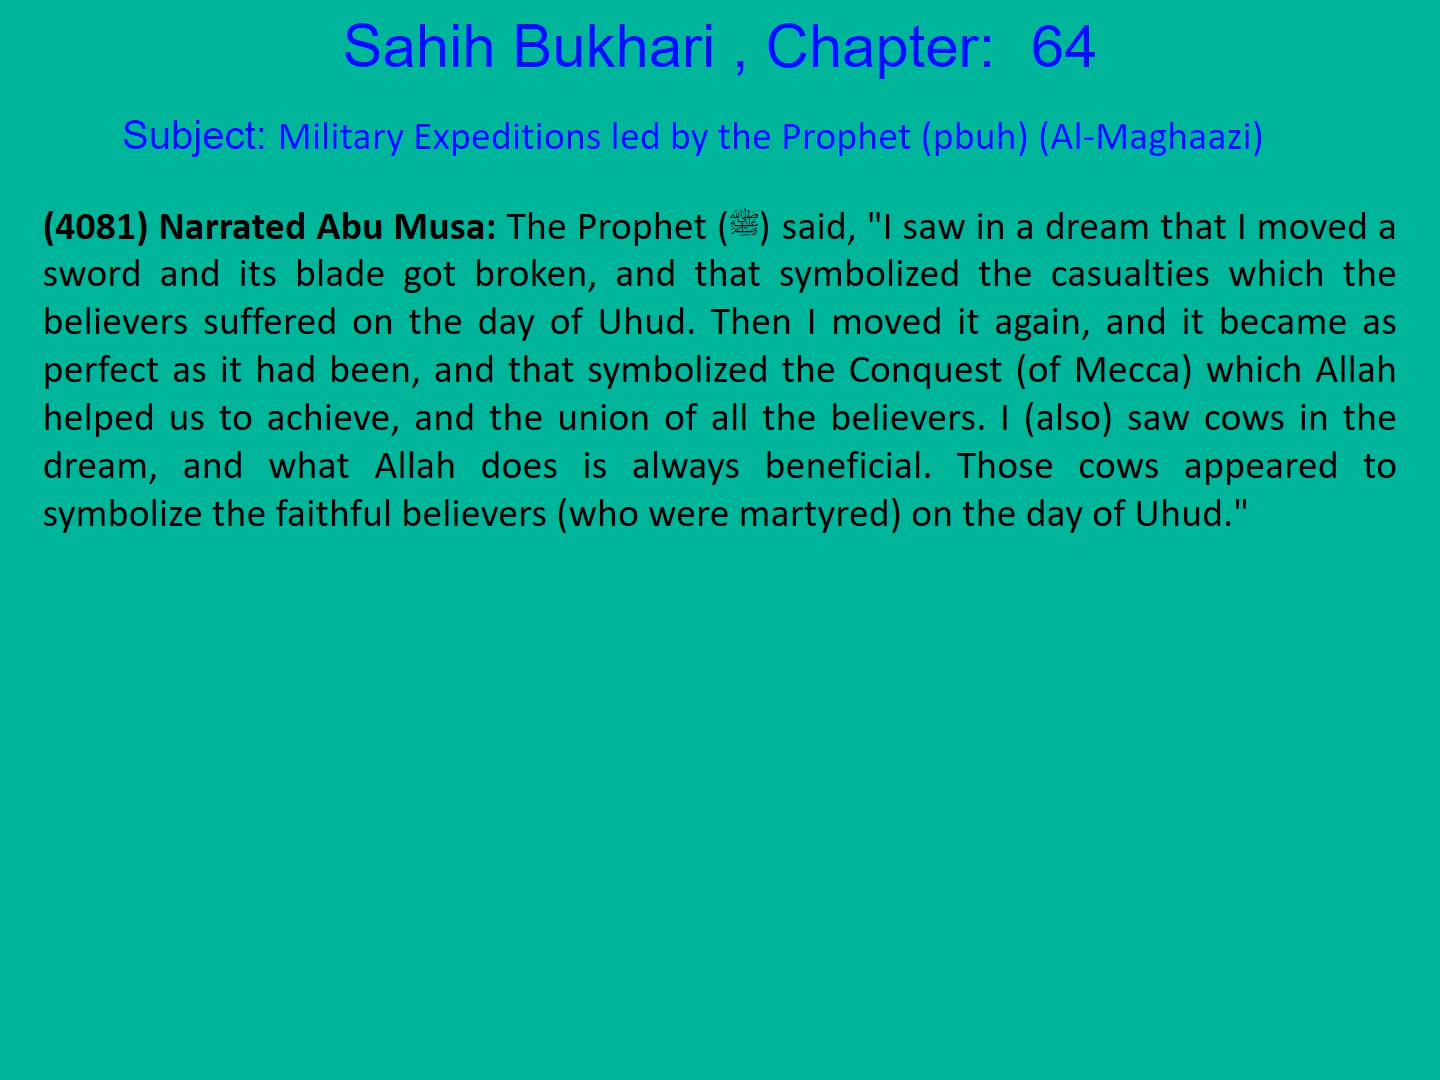 Sahih Bukhari , Chapter: 64
Subject: Military Expeditions led by the Prophet (pbuh) (Al-Maghaazi)
(4081) Narrated Abu Musa: The Prophet (ﷺ) said, "I saw in a dream that I moved a
sword and its blade got broken, and that symbolized the casualties which the
believers suffered on the day of Uhud. Then I moved it again, and it became as
perfect as it had been, and that symbolized the Conquest (of Mecca) which Allah
helped us to achieve, and the union of all the believers. I (also) saw cows in the
dream, and what Allah does is always beneficial. Those cows appeared to
symbolize the faithful believers (who were martyred) on the day of Uhud."